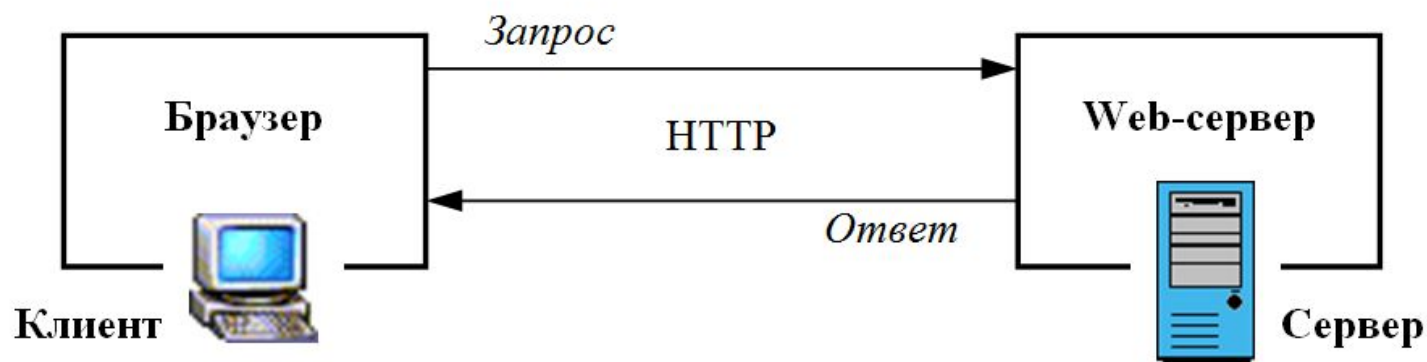 Запрос
Браузер
HTTP
Web-сервер
Ответ
Клиент
Сервер